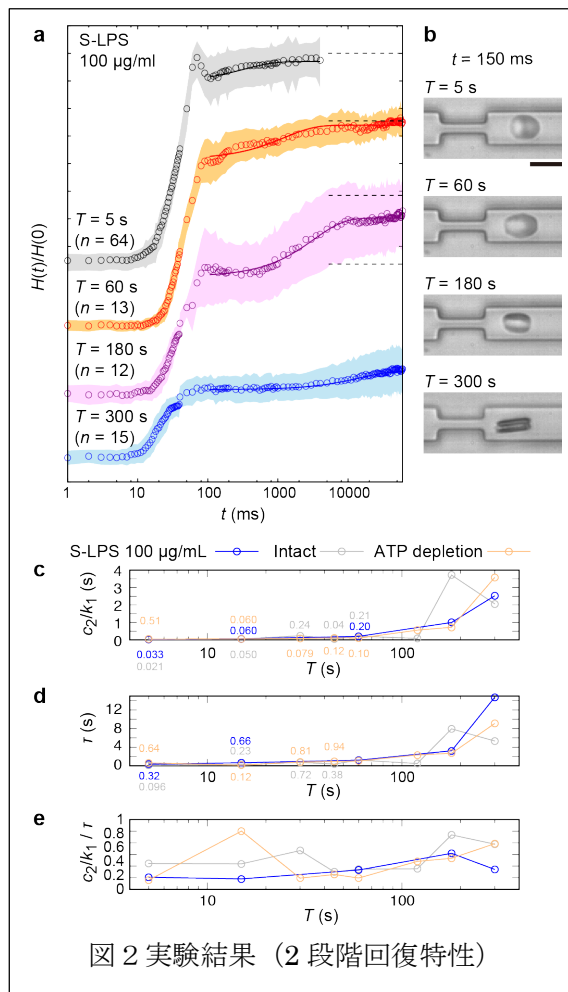 a
S-LPS
100 μg/ml
H(t)/H(0)
T = 5 s
(n = 64)
T = 60 s
(n = 13)
T = 180 s
(n = 12)
T = 300 s
(n = 15)
1 10 100 1000 10000
t (ms)
b
t = 150 ms
T = 5 s
T = 60 s
T = 180 s
T = 300 s
S-LPS 100 μg/mL Intact ATP depletion
c
c₂/k₁ (s)
4
3
2
1
0
0.51 0.060 0.24 0.04 0.21
0.060 0.20
0.033 0.079 0.12 0.10
0.021 0.050
10 100
T (s)
d
τ (s)
12
8
4
0
0.66
0.64 0.23 0.81 0.94
0.32 0.12 0.72 0.38
0.096
10 100
T (s)
e
c₂/k₁ / τ
1
0.8
0.6
0.4
0.2
0
10 100
T (s)
図 2 実験結果（2 段階回復特性）